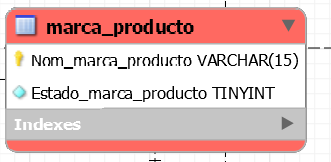 marca_producto
Nom_marca_producto VARCHAR(15)
Estado_marca_producto TINYINT
Indexes